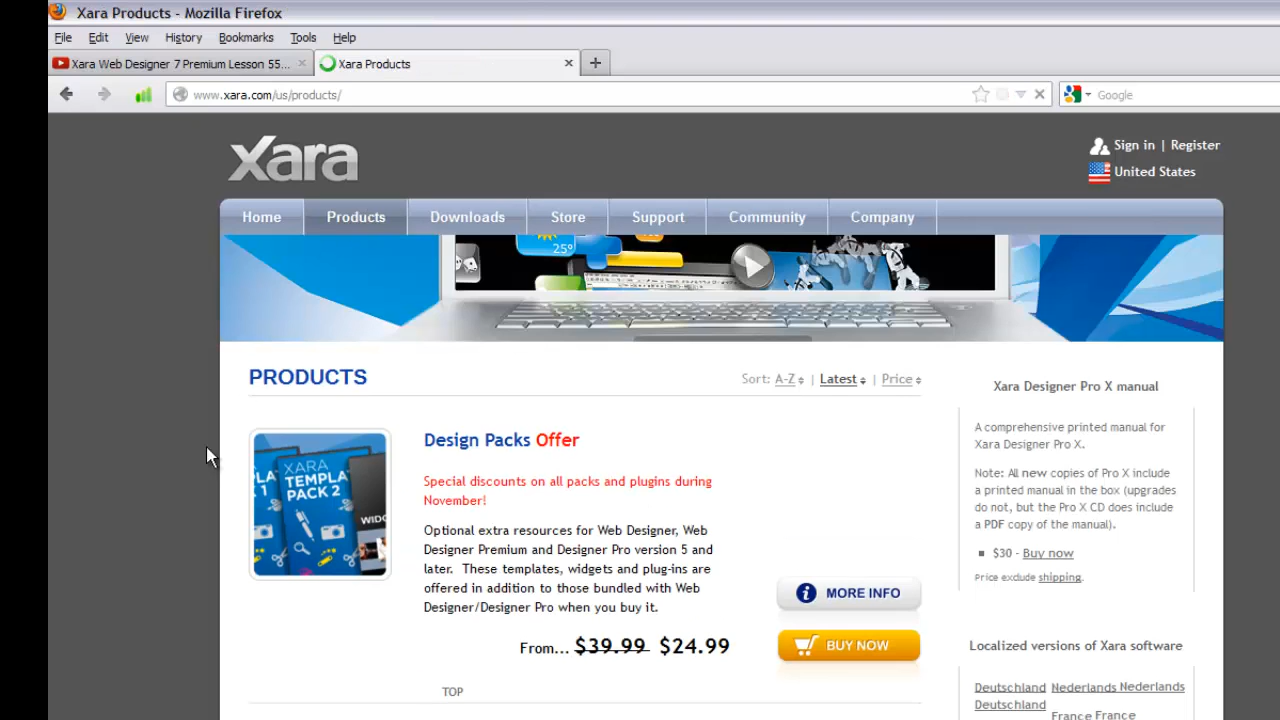 Xara Products - Mozilla Firefox
File Edit View History Bookmarks Tools Help
Xara Web Designer 7 Premium Lesson 55... Xara Products
www.xara.com/us/products/ Google
xara
Sign in | Register
United States
Home Products Downloads Store Support Community Company
25°
PRODUCTS
Sort: A-Z | Latest | Price
XARA
TEMPL
PACK 2
WID
Design Packs Offer
Special discounts on all packs and plugins during
November!
Optional extra resources for Web Designer, Web
Designer Premium and Designer Pro version 5 and
later. These templates, widgets and plug-ins are
offered in addition to those bundled with Web
Designer/Designer Pro when you buy it.
From... $39.99 $24.99
MORE INFO
BUY NOW
TOP
Xara Designer Pro X manual
A comprehensive printed manual for
Xara Designer Pro X.
Note: All new copies of Pro X include
a printed manual in the box (upgrades
do not, but the Pro X CD does include
a PDF copy of the manual).
$30 - Buy now
Price exclude shipping.
Localized versions of Xara software
Deutschland Nederlands Nederlands
Deutschland
France France